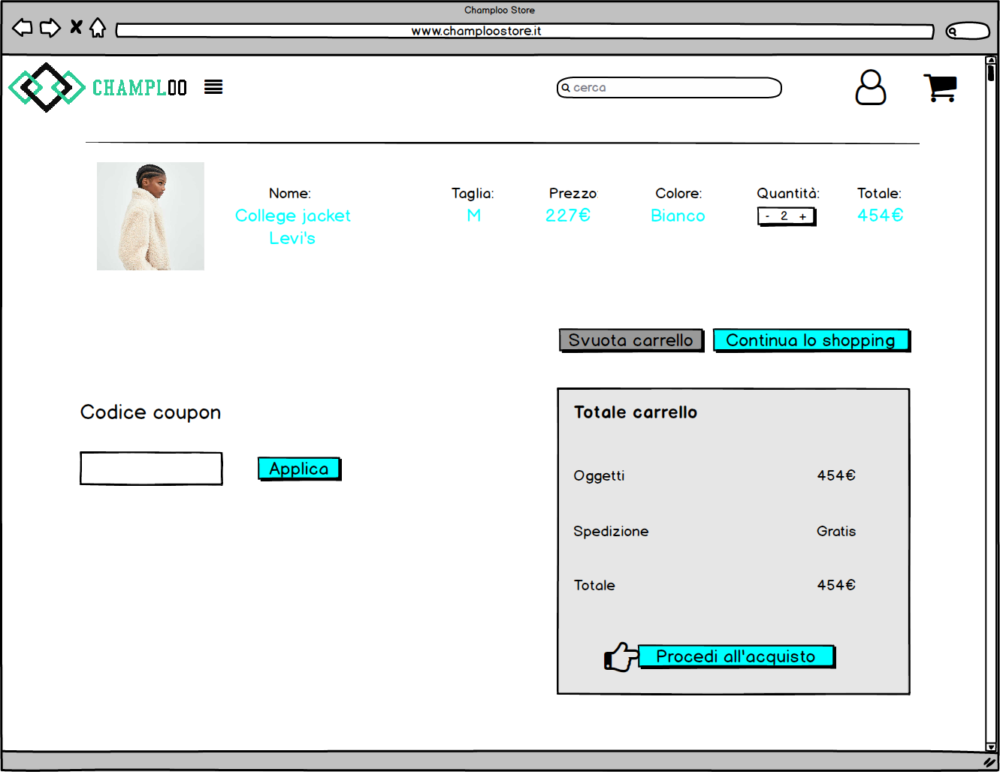 Champloo Store
www.champloostore.it
CHAMPLOO
cerca
Nome:
Taglia:
Prezzo
Colore:
Quantità:
Totale:
College jacket
Levi's
M
227€
Bianco
- 2 +
454€
Svuota carrello
Continua lo shopping
Codice coupon
Applica
Totale carrello
Oggetti 454€
Spedizione Gratis
Totale 454€
Procedi all'acquisto